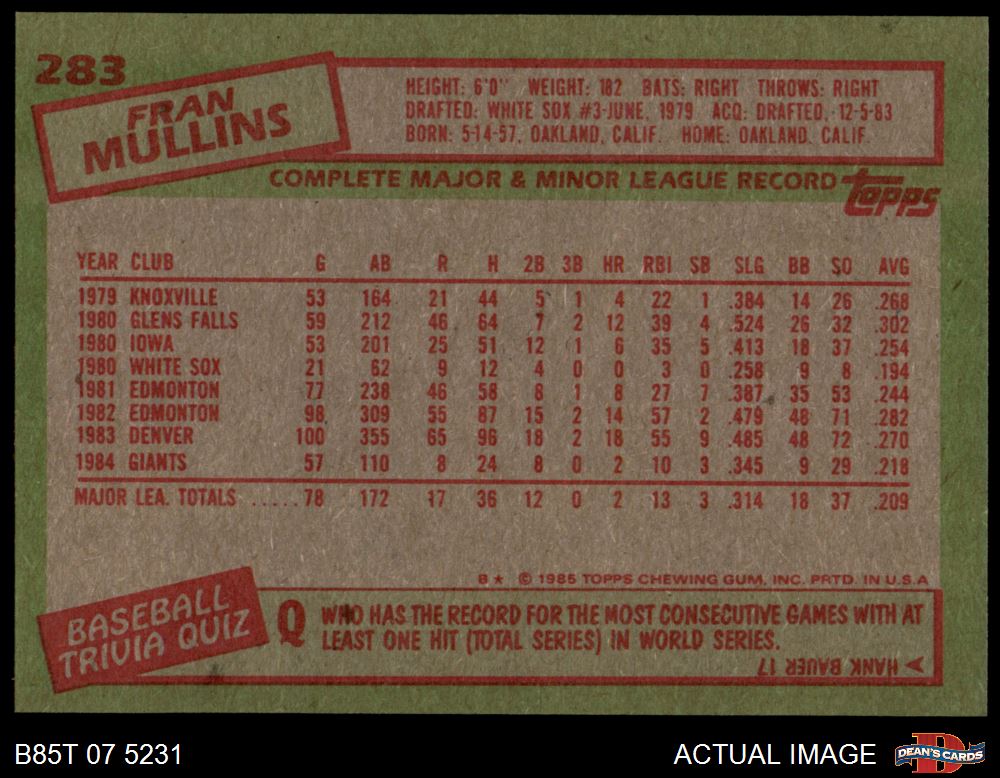 283
FRAN
MULLINS
HEIGHT: 6'0" WEIGHT: 182 BATS: RIGHT THROWS: RIGHT
DRAFTED: WHITE SOX #3-JUNE, 1979 ACQ: DRAFTED, 12-5-83
BORN: 5-14-57, OAKLAND, CALIF. HOME: OAKLAND, CALIF.
COMPLETE MAJOR & MINOR LEAGUE RECORD topps
YEAR CLUB G AB R H 2B 3B HR RBI SB SLG BB SO AVG
1979 KNOXVILLE 53 164 21 44 5 1 4 22 1 .384 14 26 .268
1980 GLENS FALLS 59 212 46 64 7 2 12 39 4 .524 26 32 .302
1980 IOWA 53 201 25 51 12 1 6 35 5 .413 18 37 .254
1980 WHITE SOX 21 62 9 12 4 0 0 3 0 .258 9 8 .194
1981 EDMONTON 77 238 46 58 8 1 8 27 7 .387 35 53 .244
1982 EDMONTON 98 309 55 87 15 2 14 57 2 .479 48 71 .282
1983 DENVER 100 355 65 96 18 2 18 55 9 .485 48 72 .270
1984 GIANTS 57 110 8 24 8 0 2 10 3 .345 9 29 .218
MAJOR LEA. TOTALS ..... 78 172 17 36 12 0 2 13 3 .314 18 37 .209
B★ © 1985 TOPPS CHEWING GUM, INC. PRTD. IN U.S.A
BASEBALL
TRIVIA QUIZ
Q WHO HAS THE RECORD FOR THE MOST CONSECUTIVE GAMES WITH AT
LEAST ONE HIT (TOTAL SERIES) IN WORLD SERIES.
HANK BAUER 17
B85T 07 5231
ACTUAL IMAGE
D
DEAN'S CARDS